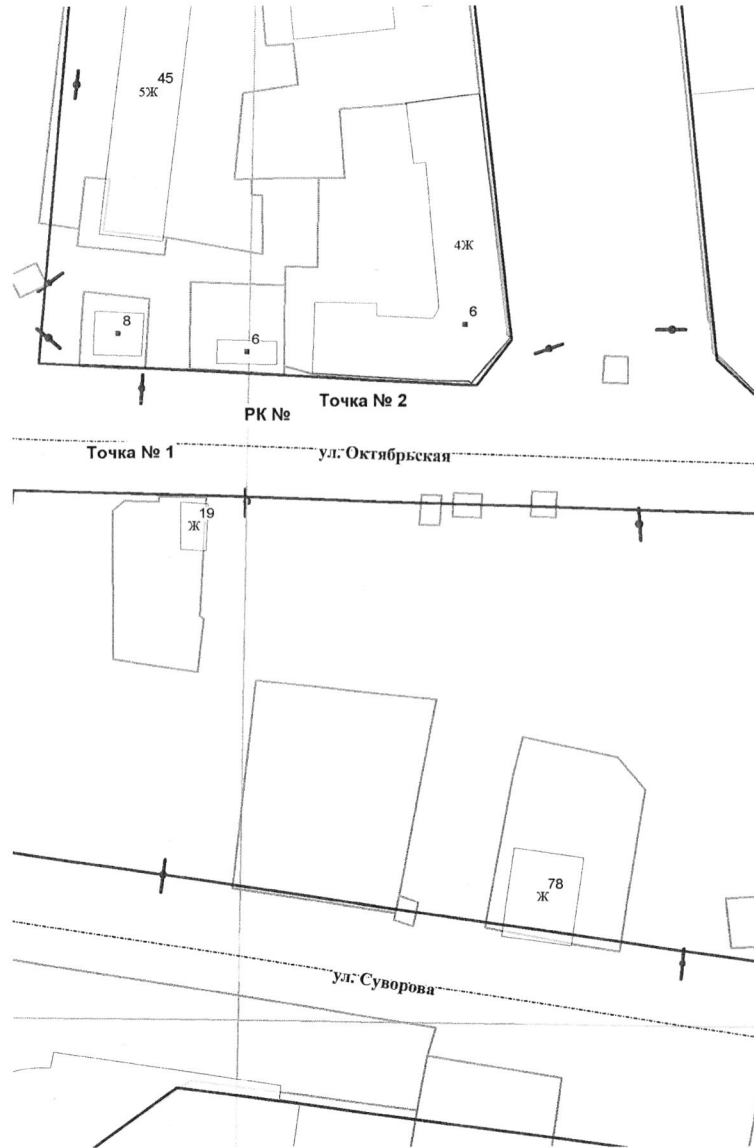 45
5Ж
4Ж
8
6
6
Точка № 2
РК №
Точка № 1
ул. Октябрьская
19
Ж
78
Ж
ул. Суворова